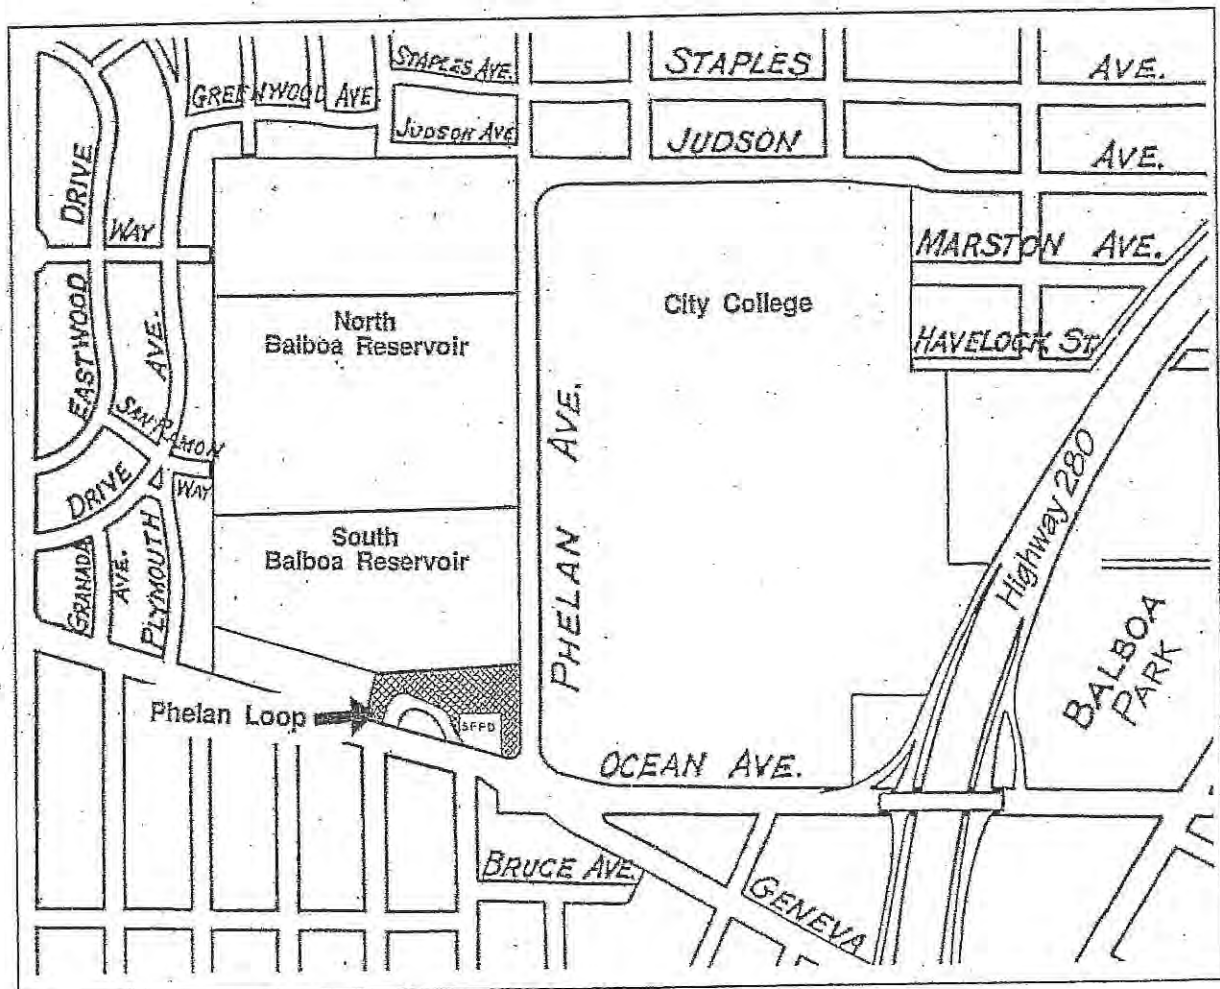 STAPLES AVE.
STAPLES AVE.
GREENWOOD AVE.
JUDSON AVE
JUDSON AVE.
DRIVE
WAY
MARSTON AVE.
EASTWOOD
AVE.
North
Balboa Reservoir
City College
HAVELOCK ST.
PHELAN AVE.
SAN RAMON
WAY
DRIVE
Highway 280
South
Balboa Reservoir
GRANADA
AVE.
PLYMOUTH
BALBOA
PARK
Phelan Loop
SFFD
OCEAN AVE.
BRUCE AVE.
GENEVA